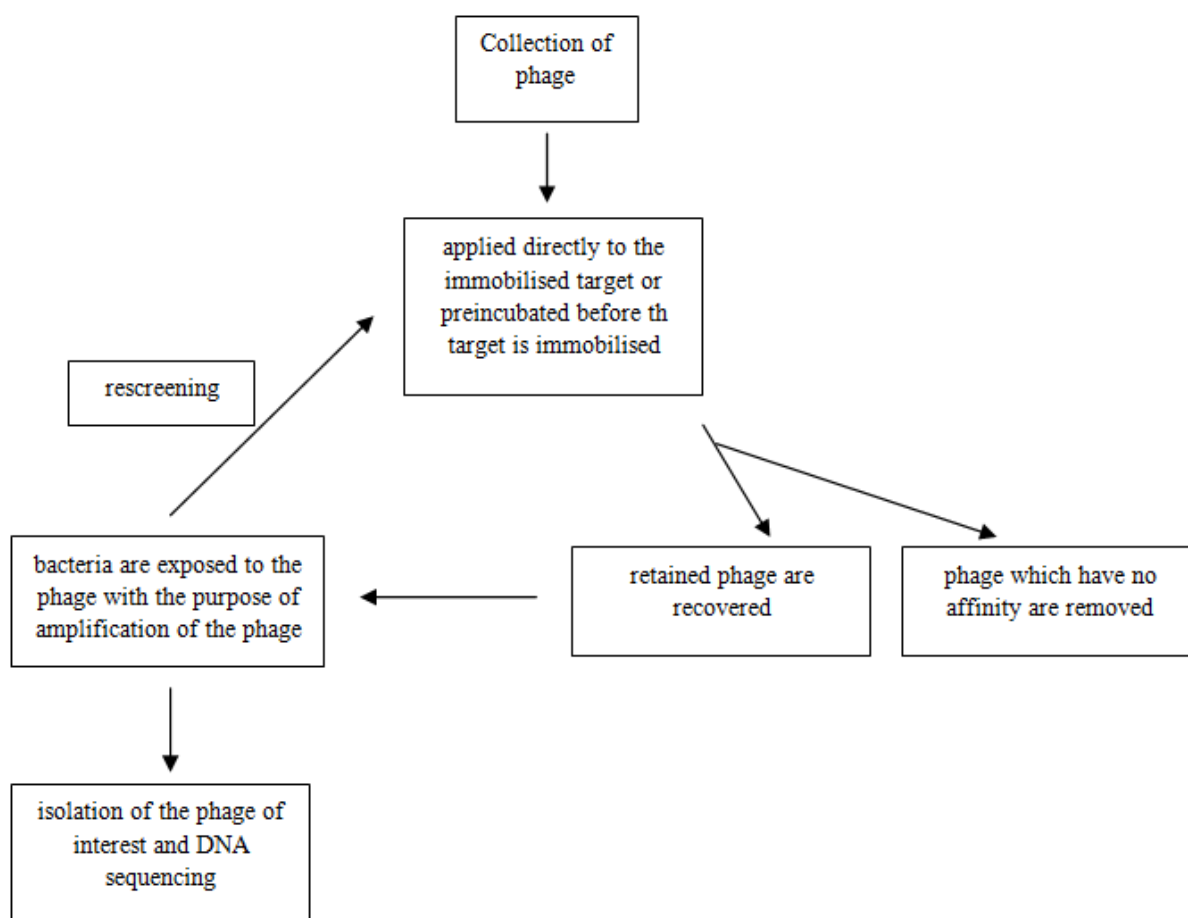 Collection of
phage
applied directly to the
immobilised target or
preincubated before th
target is immobilised
rescreening
bacteria are exposed to the
phage with the purpose of
amplification of the phage
retained phage are
recovered
phage which have no
affinity are removed
isolation of the phage of
interest and DNA
sequencing